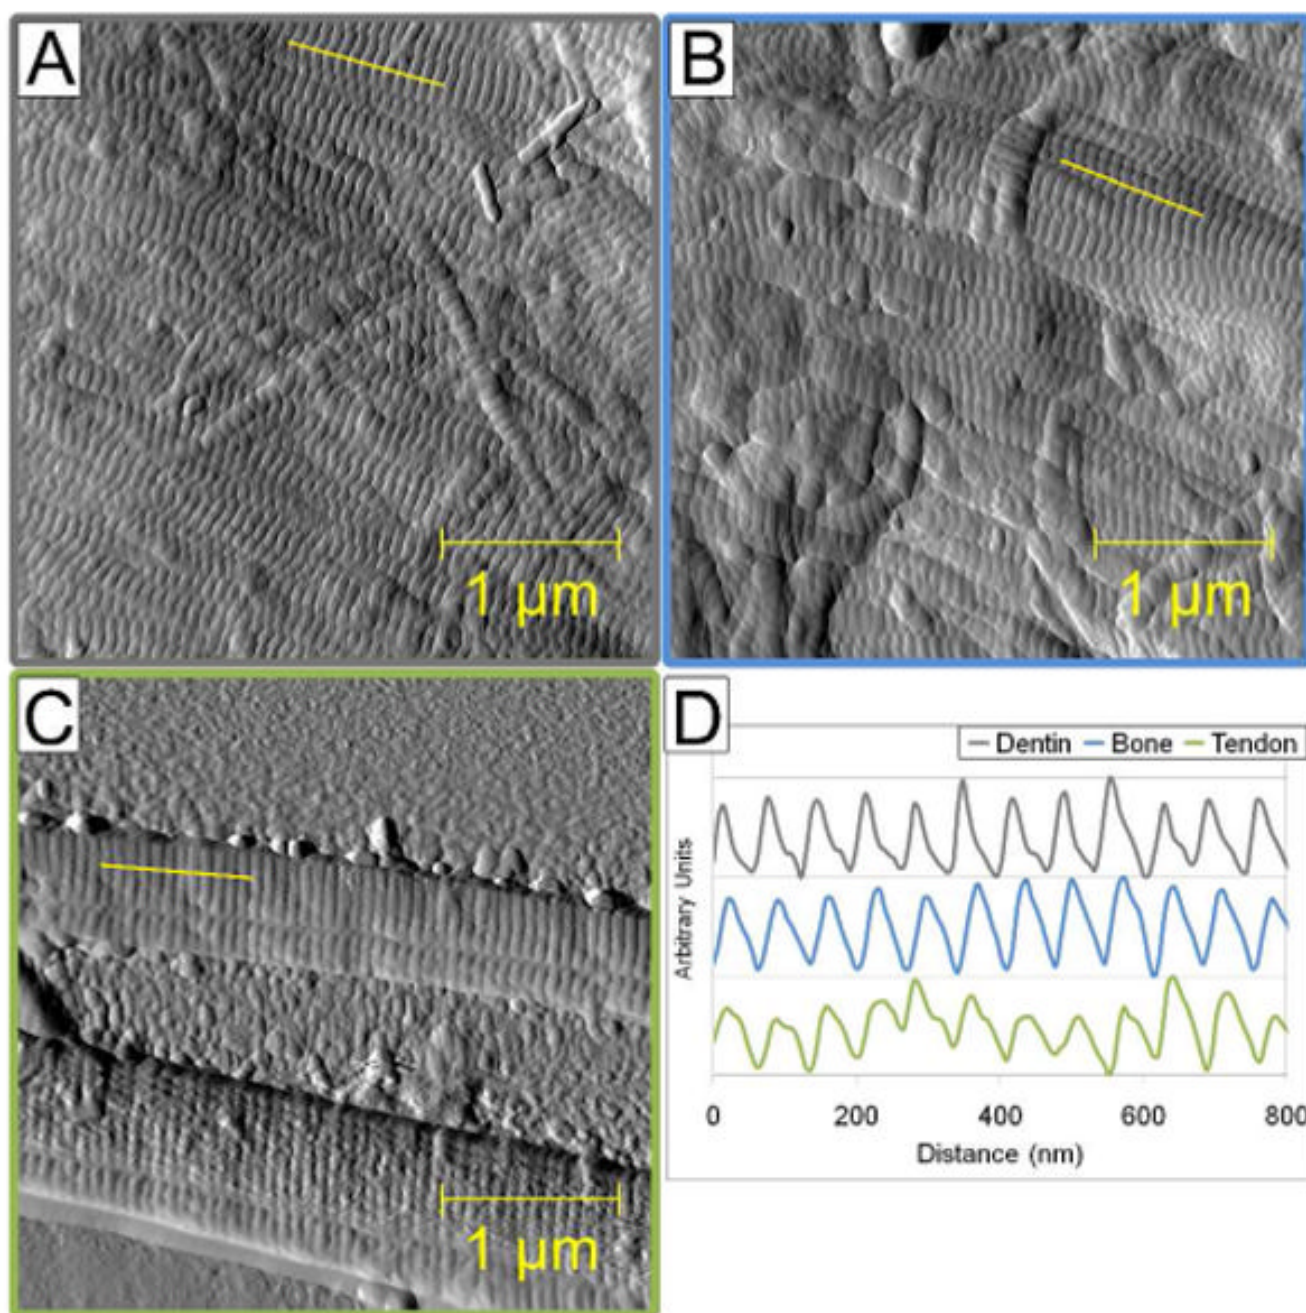 A
B
1 µm
1 µm
C
1 µm
D
Dentin Bone Tendon
Arbitrary Units
0 200 400 600 800
Distance (nm)